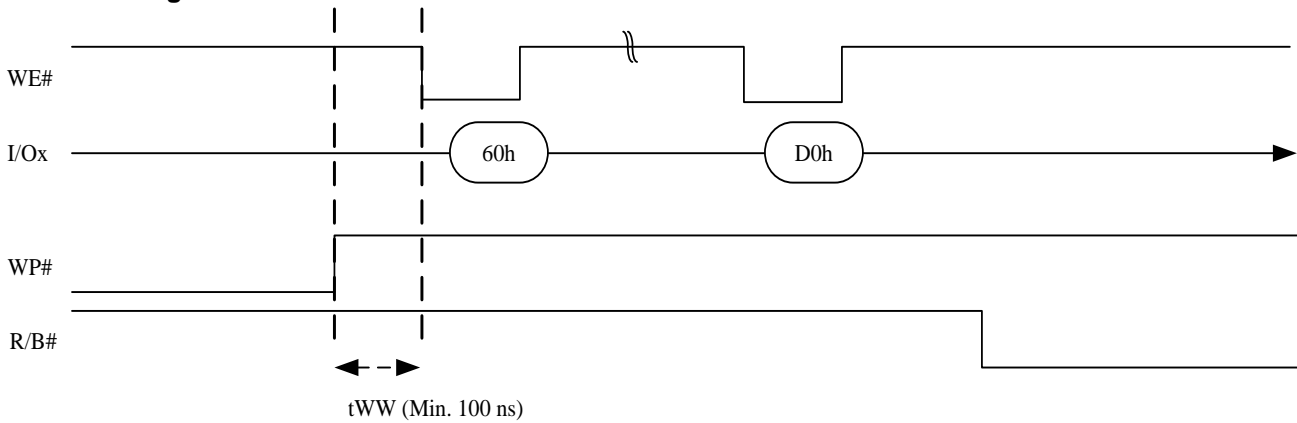 WE#
I/Ox
60h
D0h
WP#
R/B#
tWW (Min. 100 ns)